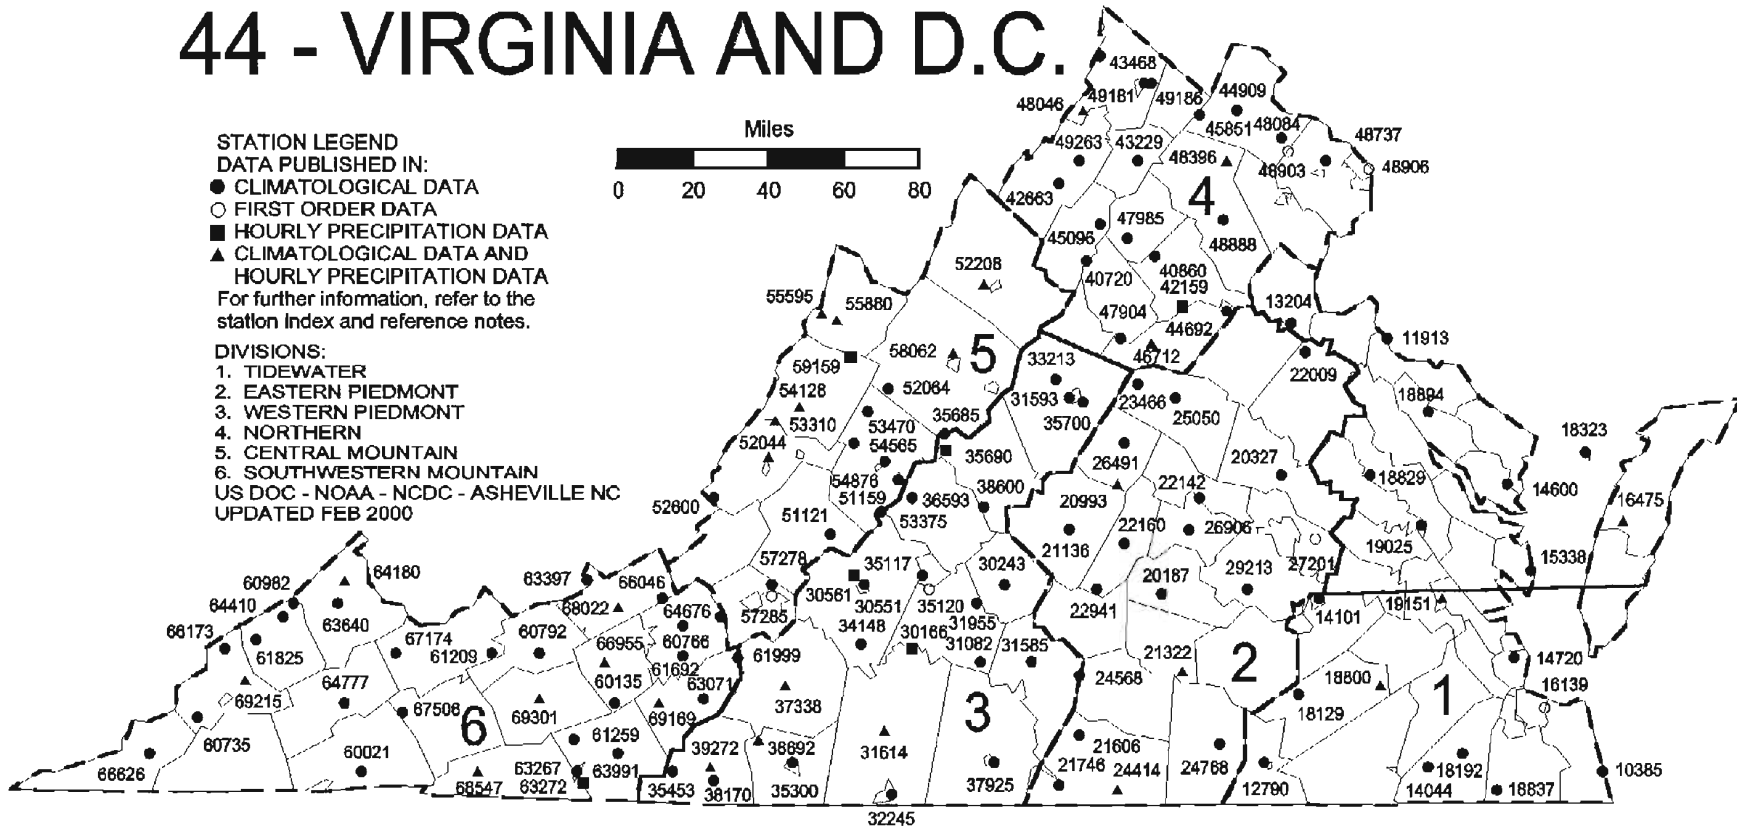 44 - VIRGINIA AND D.C.
STATION LEGEND
DATA PUBLISHED IN:
CLIMATOLOGICAL DATA
FIRST ORDER DATA
HOURLY PRECIPITATION DATA
CLIMATOLOGICAL DATA AND
HOURLY PRECIPITATION DATA
For further information, refer to the
station index and reference notes.
DIVISIONS:
1. TIDEWATER
2. EASTERN PIEDMONT
3. WESTERN PIEDMONT
4. NORTHERN
5. CENTRAL MOUNTAIN
6. SOUTHWESTERN MOUNTAIN
US DOC - NOAA - NCDC - ASHEVILLE NC
UPDATED FEB 2000
Miles
0 20 40 60 80
43468
48046 49181 49186 44909
45851 48084 48737
49263 43229 48396 48903 48906
42663 4
47985
45096 48888
52208 40720 40860
42159
55595 55880 13204
47904 44692
59159 58062 5 33213 46712 11913
54128 52064 22009
31593 23466 25050 18894
53310 53470 35685 35700
52044 54565 35690 18323
26491 20327
54876 38600 20993 22142 18829 14600
51159 36593 16475
52600 51121 53375 22160 26906
21136 19025
57278 35117 30243 27201 15338
60982 64180 63397 66046 20187 29213
64410 68022 30561 30551 35120 22941 19151
63640 64676 57285 31955 14101
66173 67174 60792 66955 60766 34148 30166
61825 61209 61692 61999 31082 31585 21322 2 14720
64777 60135 63071 24568 18800 16139
69215 67508 69301 69169 37338 3 18129 1
60735 6 61259 39272 38692 31614 21606
66626 60021 63267 63991 21746 24414 24768 18192 10385
68547 63272 35453 38170 35300 37925 12790 14044 18837
32245